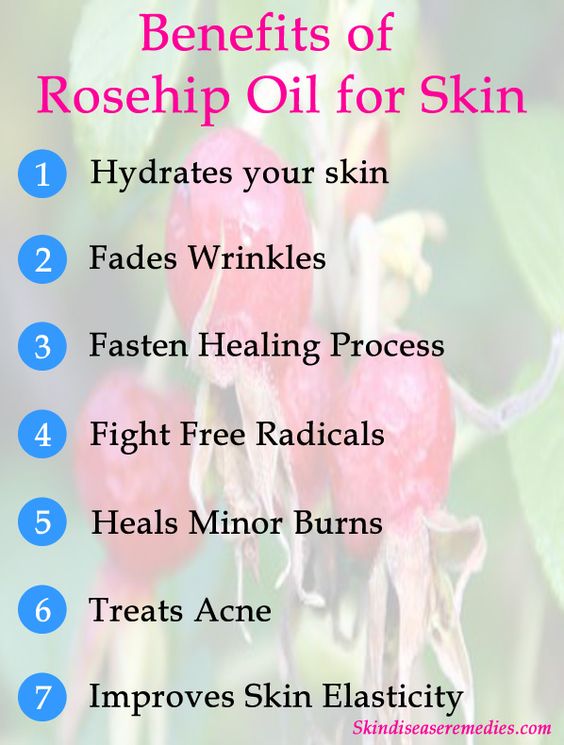 Benefits of
Rosehip Oil for Skin
1 Hydrates your skin
2 Fades Wrinkles
3 Fasten Healing Process
4 Fight Free Radicals
5 Heals Minor Burns
6 Treats Acne
7 Improves Skin Elasticity
Skindiseaseremedies.com